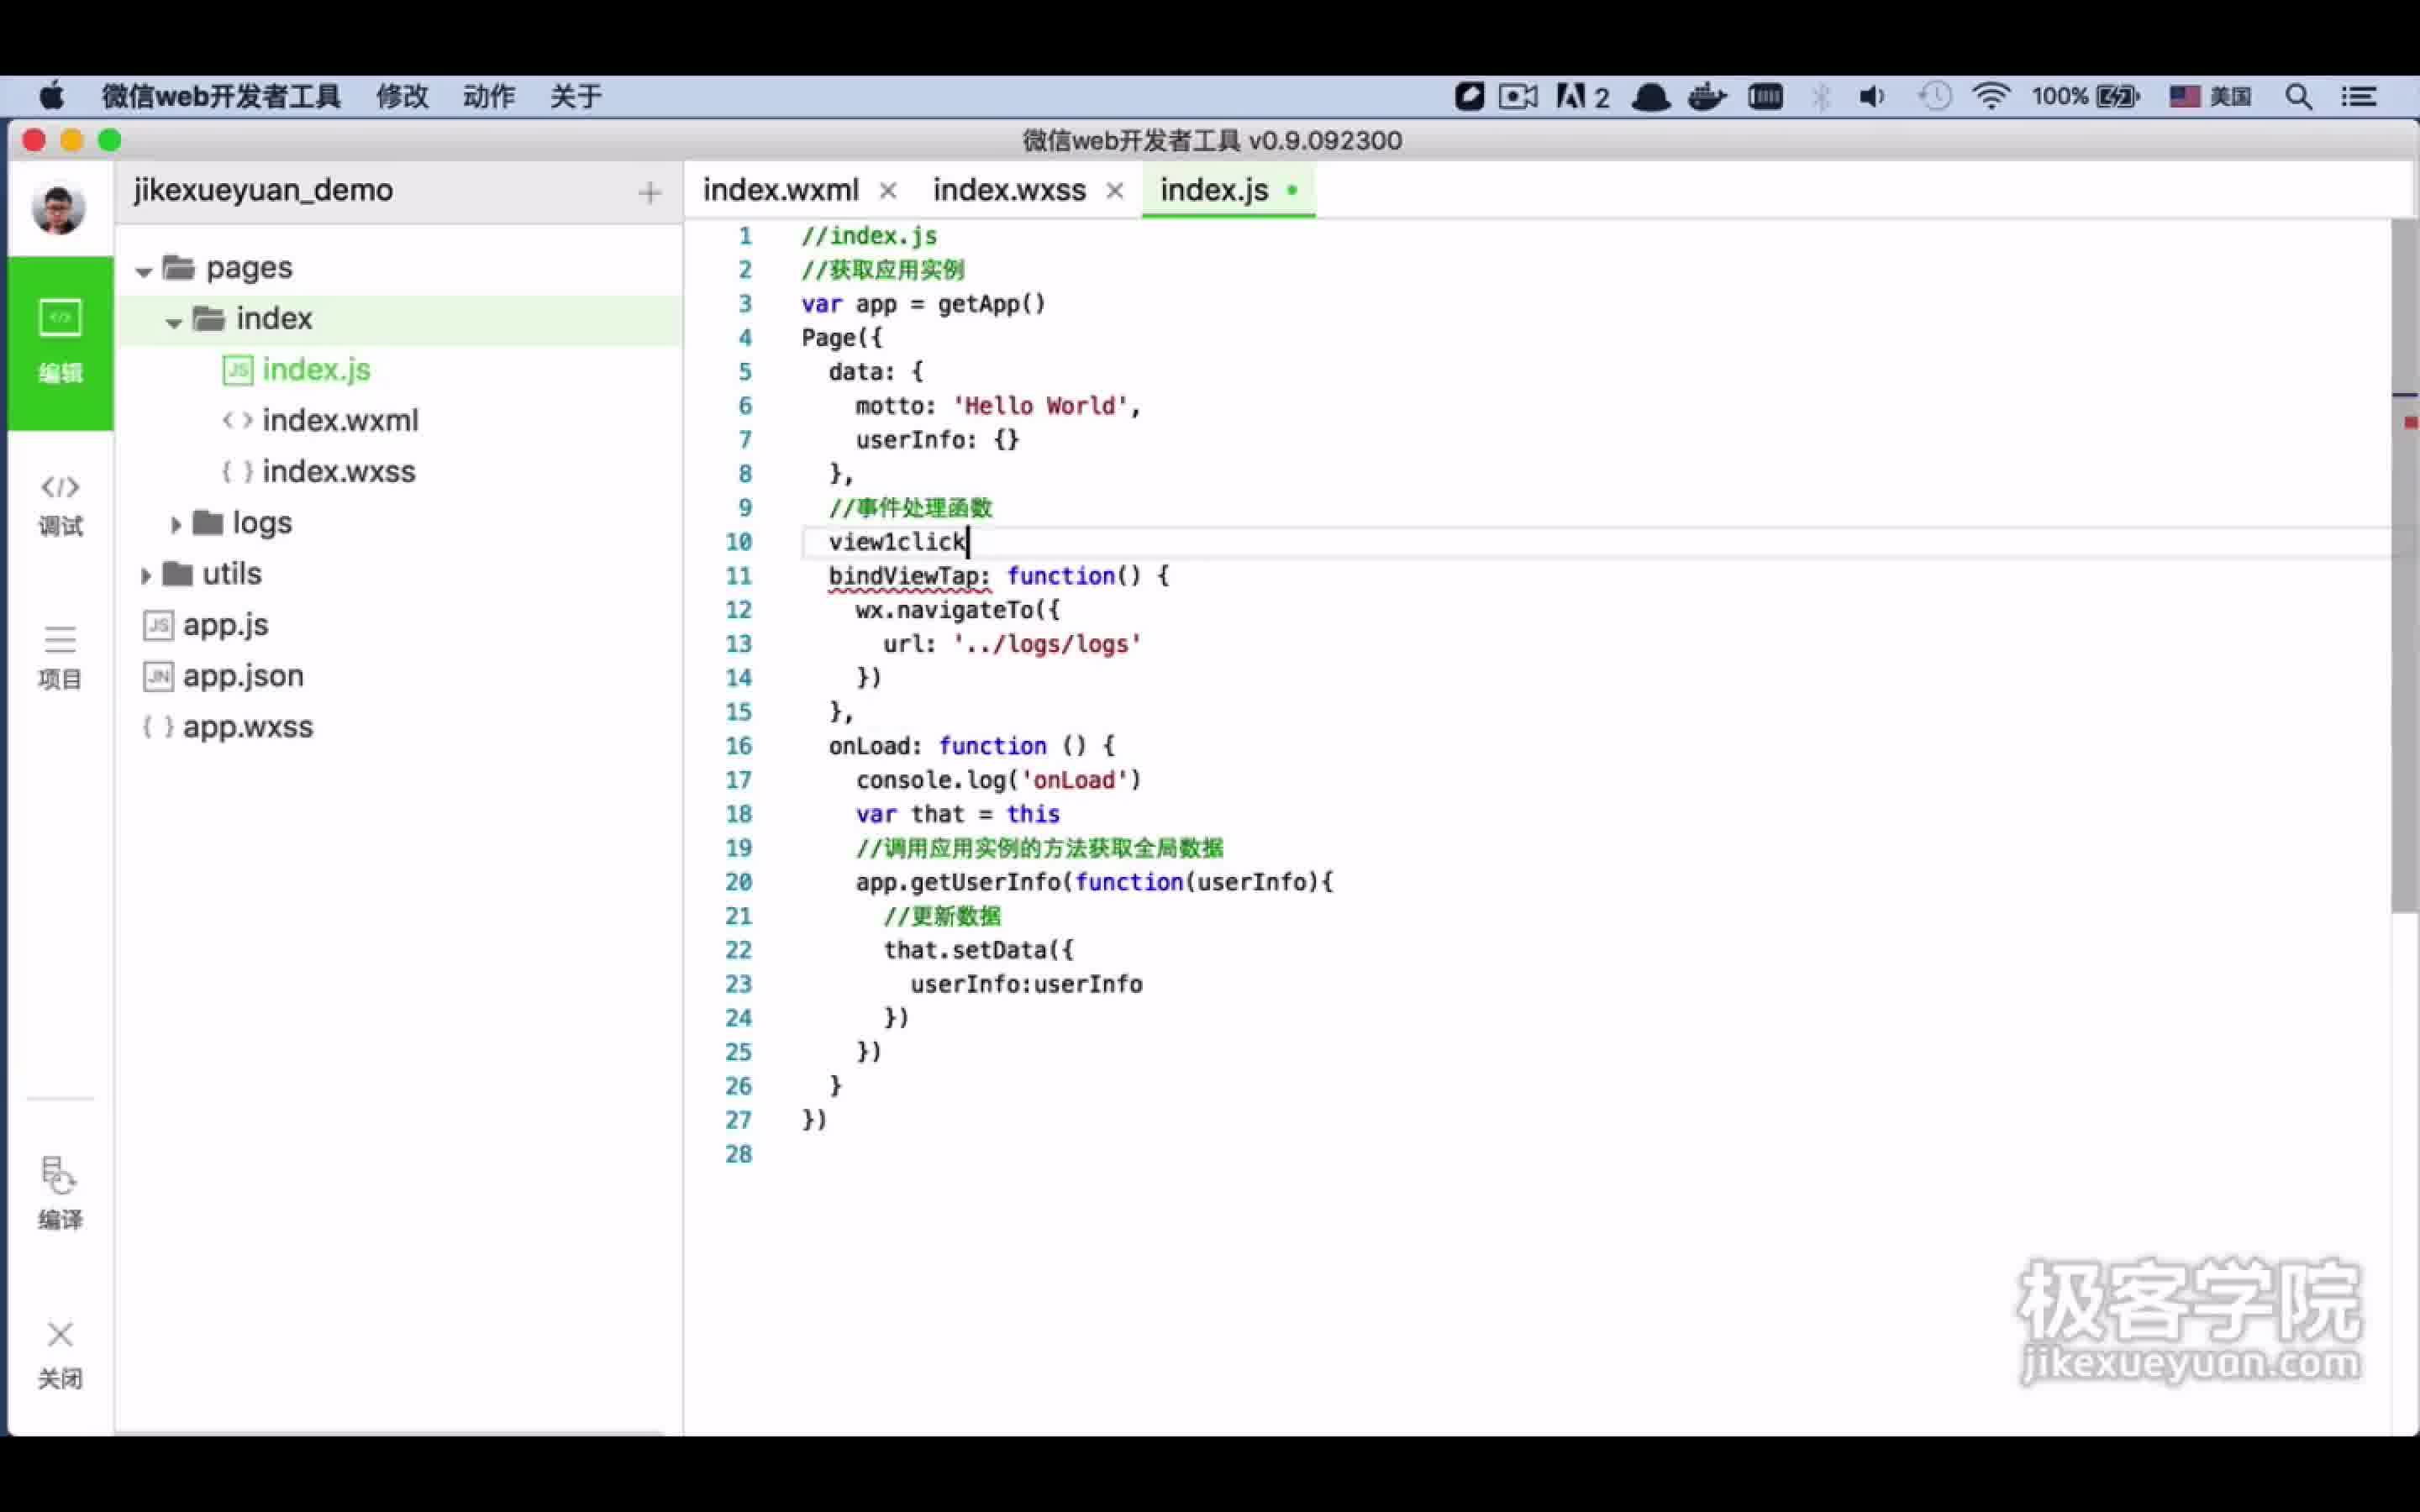 微信web开发者工具 修改 动作 关于 2 100% 美国
微信web开发者工具 v0.9.092300
jikexueyuan_demo
index.wxml index.wxss index.js
编辑
调试
项目
编译
关闭
pages
index
JS index.js
<> index.wxml
{ } index.wxss
logs
utils
JS app.js
JN app.json
{ } app.wxss
1 //index.js
2 //获取应用实例
3 var app = getApp()
4 Page({
5 data: {
6 motto: 'Hello World',
7 userInfo: {}
8 },
9 //事件处理函数
10 view1click
11 bindViewTap: function() {
12 wx.navigateTo({
13 url: '../logs/logs'
14 })
15 },
16 onLoad: function () {
17 console.log('onLoad')
18 var that = this
19 //调用应用实例的方法获取全局数据
20 app.getUserInfo(function(userInfo){
21 //更新数据
22 that.setData({
23 userInfo:userInfo
24 })
25 })
26 }
27 })
28
极客学院
jikexueyuan.com